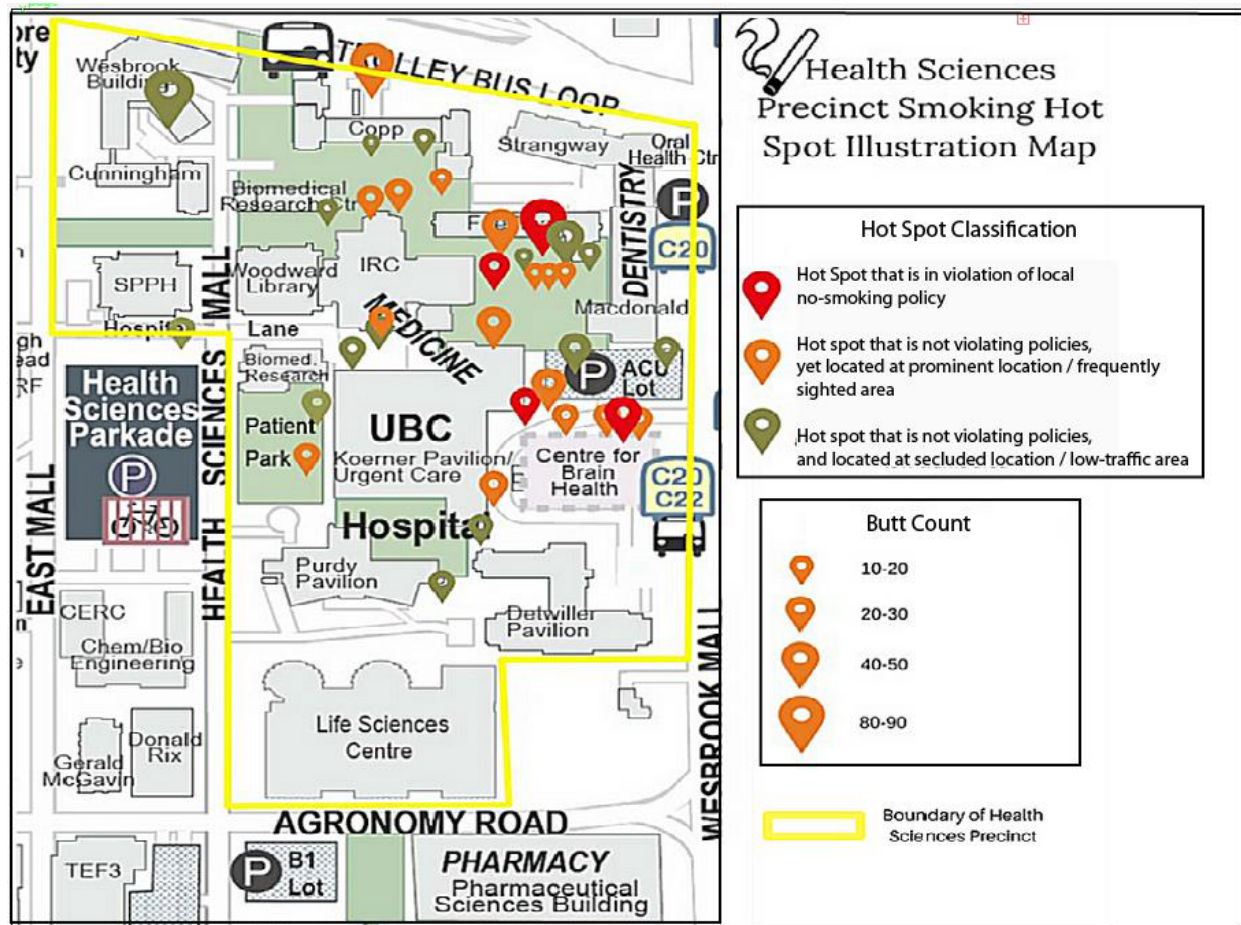 ore
ty
Wesbrook
Building
TROLLEY BUS LOOP
Copp
Strangway
Oral
Health Ctr
Cunningham
Biomedical
Research Ctr
DENTISTRY
P
C20
SPPH
Woodward
Library
IRC
MALL
Macdonald
Hospital
Lane
MEDICINE
gh
ead
RF
Biomed.
Research
P
ACU
Lot
Health
Sciences
Parkade
P
Patient
Park
UBC
Koerner Pavilion/
Urgent Care
Hospital
Centre for
Brain
Health
E
C20
C22
HEALTH SCIENCES
EAST MALL
Purdy
Pavilion
Detwiller
Pavilion
CERC
Chem/Bio
Engineering
WESBROOK MALL
Life Sciences
Centre
Donald
Rix
Gerald
McGavin
AGRONOMY ROAD
TEF3
P
B1
Lot
PHARMACY
Pharmaceutical
Sciences Building
Health Sciences
Precinct Smoking Hot
Spot Illustration Map
Hot Spot Classification
Hot Spot that is in violation of local
no-smoking policy
Hot spot that is not violating policies,
yet located at prominent location / frequently
sighted area
Hot spot that is not violating policies,
and located at secluded location / low-traffic area
Butt Count
10-20
20-30
40-50
80-90
Boundary of Health
Sciences Precinct